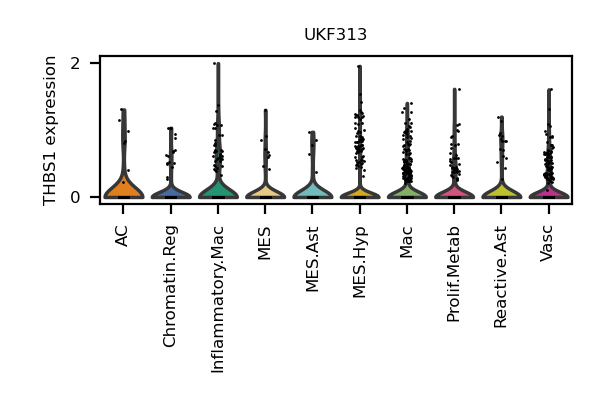 UKF313
THBS1 expression
2
0
AC
Chromatin.Reg
Inflammatory.Mac
MES
MES.Ast
MES.Hyp
Mac
Prolif.Metab
Reactive.Ast
Vasc